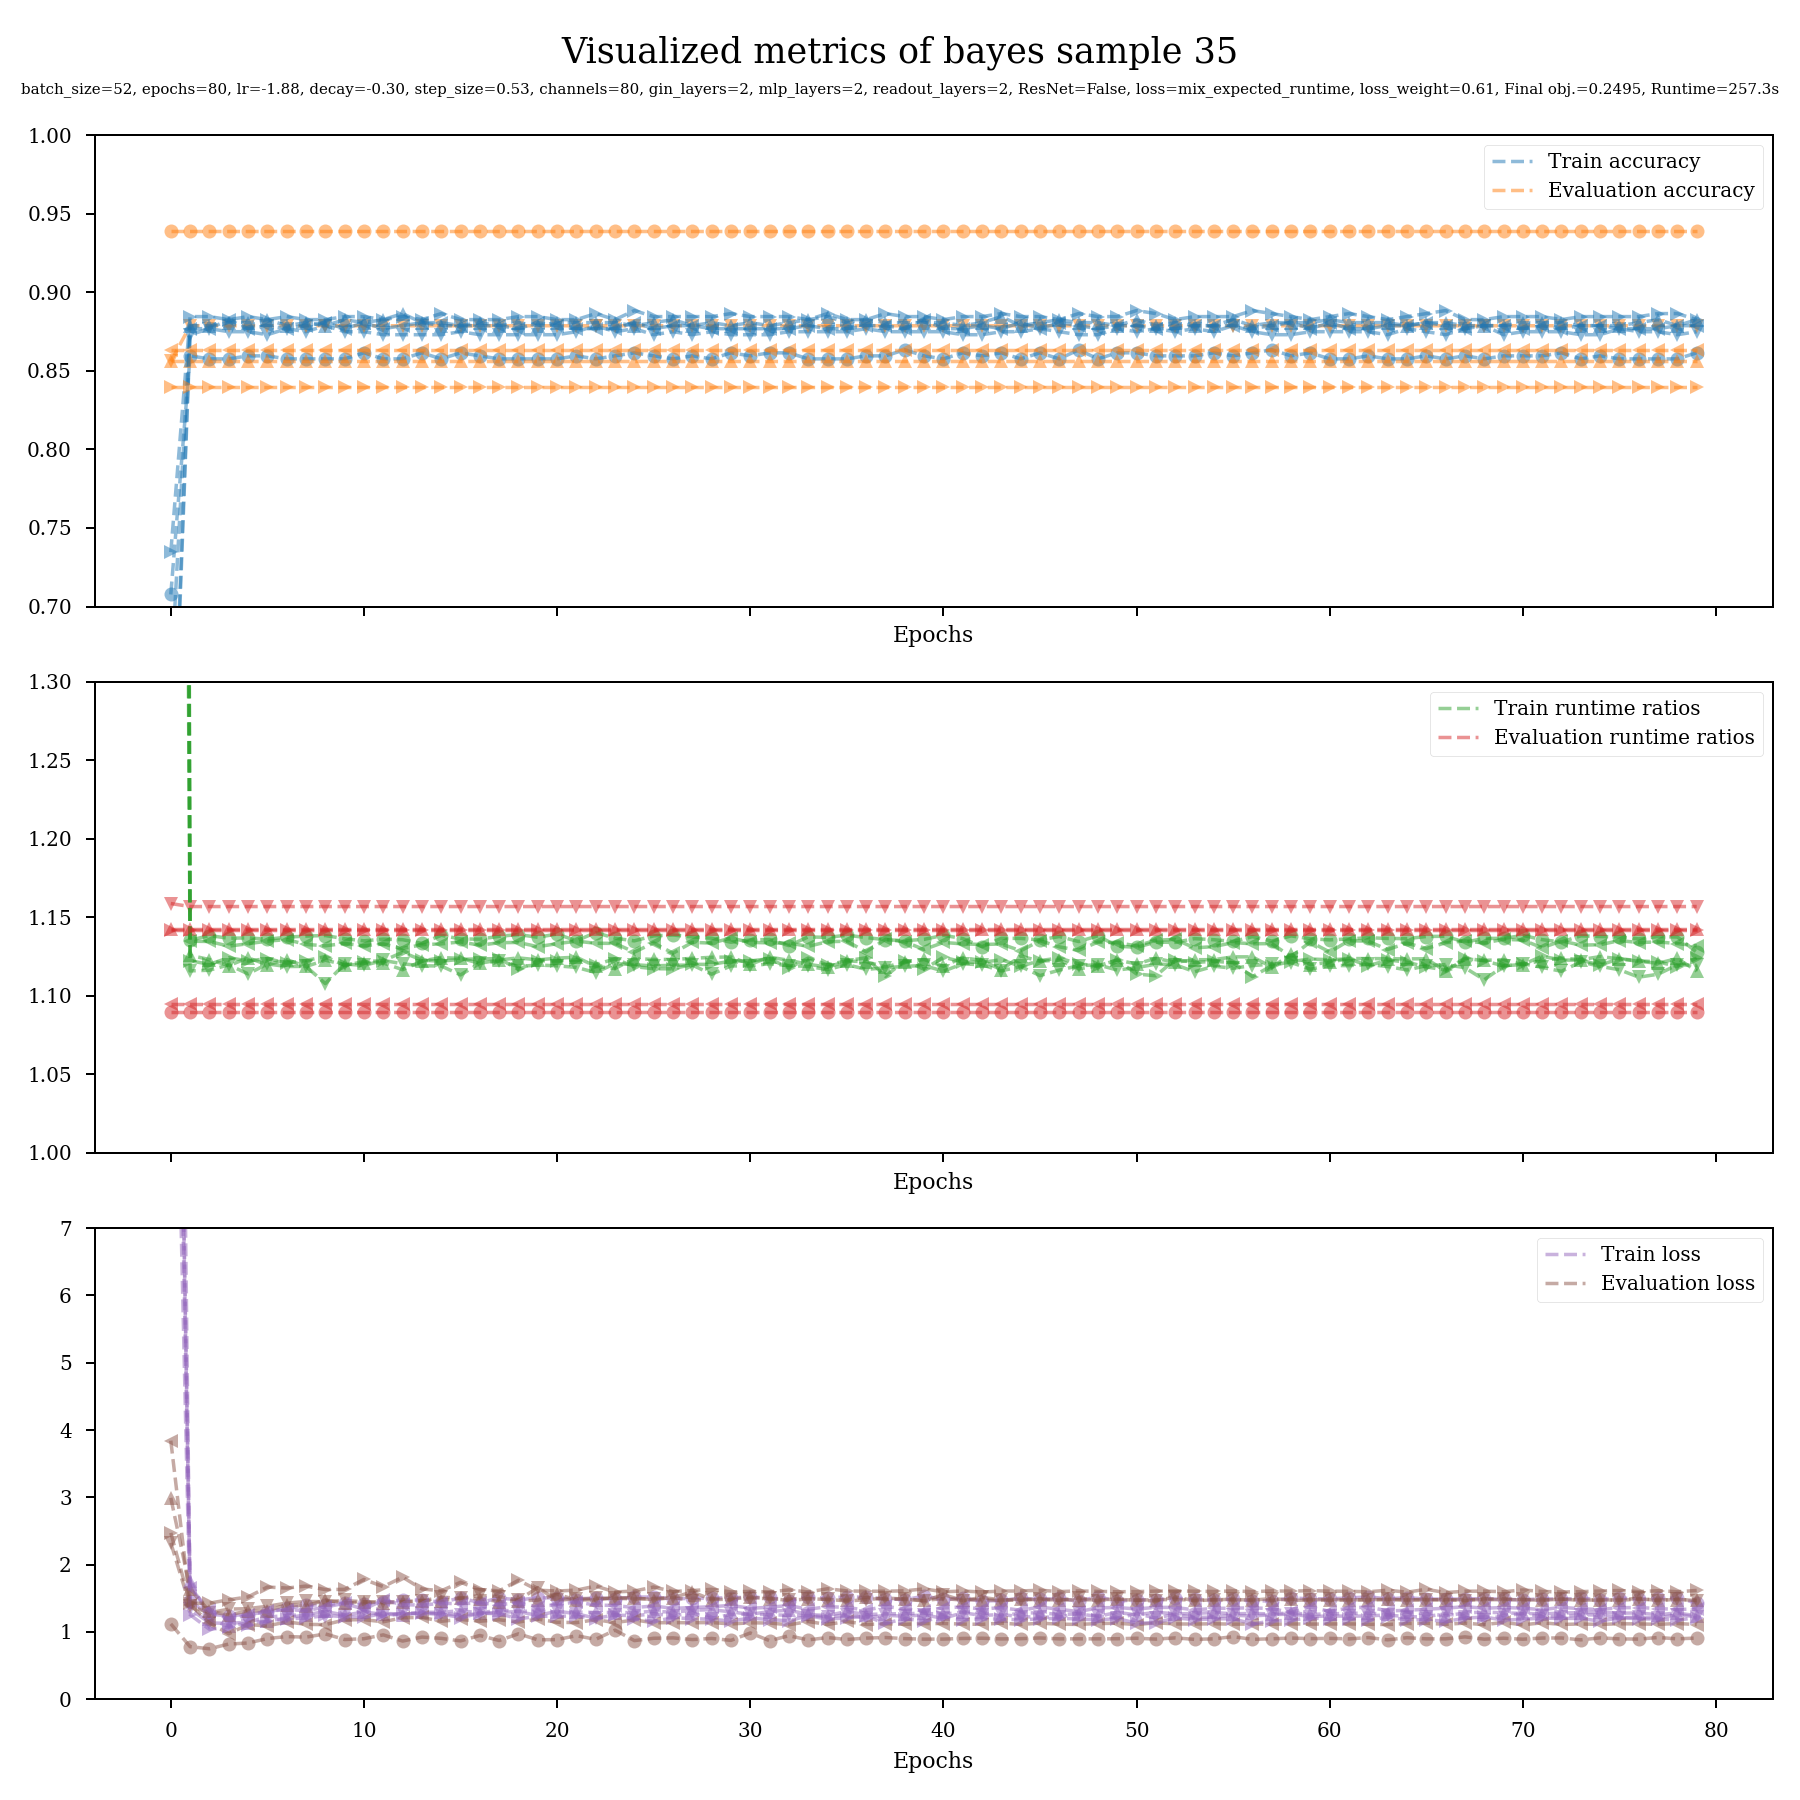 Visualized metrics of bayes sample 35
batch_size=52, epochs=80, lr=-1.88, decay=-0.30, step_size=0.53, channels=80, gin_layers=2, mlp_layers=2, readout_layers=2, ResNet=False, loss=mix_expected_runtime, loss_weight=0.61, Final obj.=0.2495, Runtime=257.3s
1.00
0.95
0.90
0.85
0.80
0.75
0.70
Train accuracy
Evaluation accuracy
Epochs
1.30
1.25
1.20
1.15
1.10
1.05
1.00
Train runtime ratios
Evaluation runtime ratios
Epochs
7
6
5
4
3
2
1
0
Train loss
Evaluation loss
0 10 20 30 40 50 60 70 80
Epochs